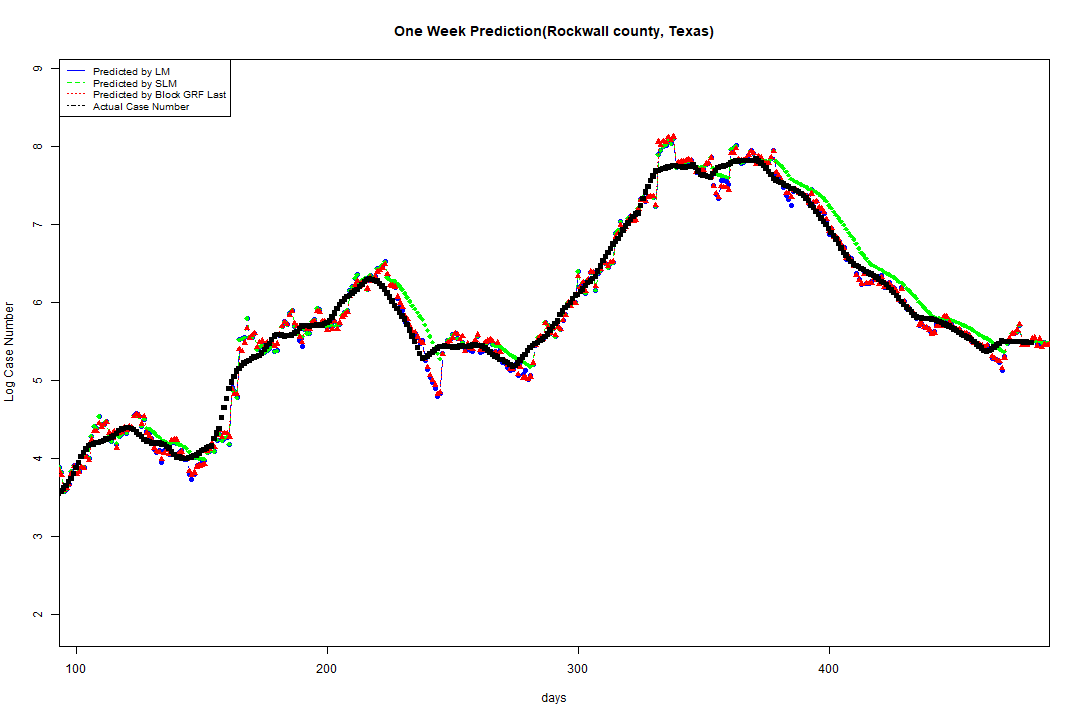 One Week Prediction(Rockwall county, Texas)
Predicted by LM
Predicted by SLM
Predicted by Block GRF Last
Actual Case Number
Log Case Number
9
8
7
6
5
4
3
2
100 200 300 400
days